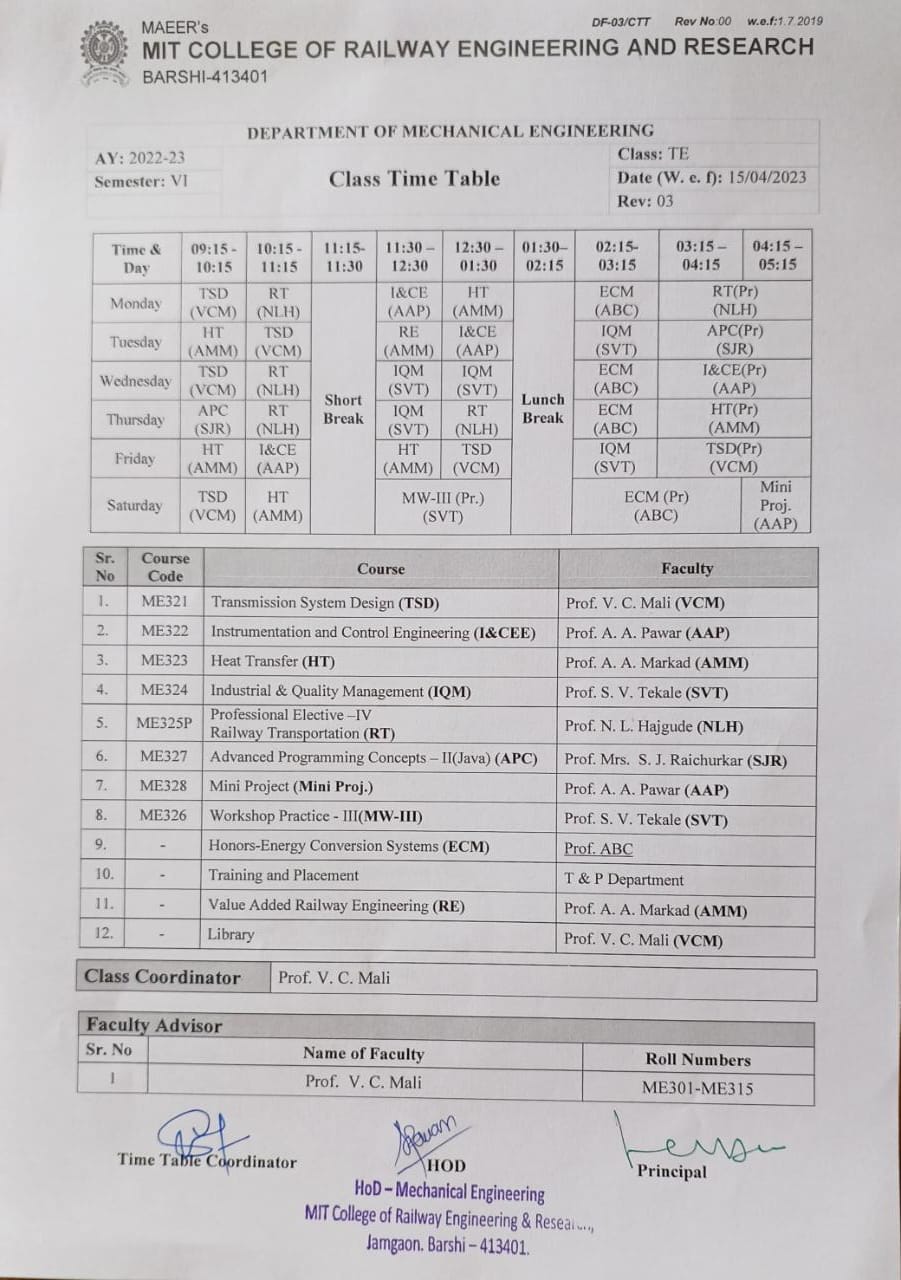 DF-03/CTT Rev No:00 w.e.f:1.7.2019
MAEER's
MIT COLLEGE OF RAILWAY ENGINEERING AND RESEARCH
BARSHI-413401
DEPARTMENT OF MECHANICAL ENGINEERING
AY: 2022-23
Semester: VI
Class Time Table
Class: TE
Date (W. e. f): 15/04/2023
Rev: 03
Time & 09:15 - 10:15 - 11:15- 11:30 – 12:30 – 01:30– 02:15- 03:15 – 04:15 –
Day 10:15 11:15 11:30 12:30 01:30 02:15 03:15 04:15 05:15
Monday TSD RT I&CE HT ECM RT(Pr)
(VCM) (NLH) (AAP) (AMM) (ABC) (NLH)
Tuesday HT TSD RE I&CE IQM APC(Pr)
(AMM) (VCM) (AMM) (AAP) (SVT) (SJR)
Wednesday TSD RT IQM IQM ECM I&CE(Pr)
(VCM) (NLH) (SVT) (SVT) (ABC) (AAP)
Short Lunch
Break Break
Thursday APC RT IQM RT ECM HT(Pr)
(SJR) (NLH) (SVT) (NLH) (ABC) (AMM)
Friday HT I&CE HT TSD IQM TSD(Pr)
(AMM) (AAP) (AMM) (VCM) (SVT) (VCM)
Saturday TSD HT MW-III (Pr.) ECM (Pr) Mini
(VCM) (AMM) (SVT) (ABC) Proj.
(AAP)
Sr. Course Course Faculty
No Code
1. ME321 Transmission System Design (TSD) Prof. V. C. Mali (VCM)
2. ME322 Instrumentation and Control Engineering (I&CEE) Prof. A. A. Pawar (AAP)
3. ME323 Heat Transfer (HT) Prof. A. A. Markad (AMM)
4. ME324 Industrial & Quality Management (IQM) Prof. S. V. Tekale (SVT)
5. ME325P Professional Elective –IV
Railway Transportation (RT) Prof. N. L. Hajgude (NLH)
6. ME327 Advanced Programming Concepts – II(Java) (APC) Prof. Mrs. S. J. Raichurkar (SJR)
7. ME328 Mini Project (Mini Proj.) Prof. A. A. Pawar (AAP)
8. ME326 Workshop Practice - III(MW-III) Prof. S. V. Tekale (SVT)
9. - Honors-Energy Conversion Systems (ECM) Prof. ABC
10. - Training and Placement T & P Department
11. - Value Added Railway Engineering (RE) Prof. A. A. Markad (AMM)
12. - Library Prof. V. C. Mali (VCM)
Class Coordinator Prof. V. C. Mali
Faculty Advisor
Sr. No Name of Faculty Roll Numbers
1 Prof. V. C. Mali ME301-ME315
Time Table Coordinator
HOD
Principal
HoD – Mechanical Engineering
MIT College of Railway Engineering &
Jamgaon. Barshi – 413401.